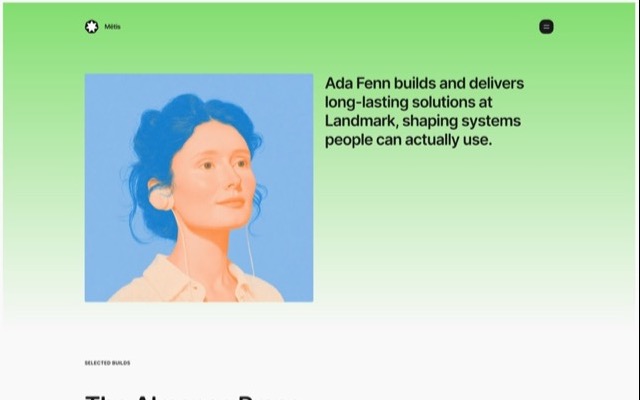 Métis
Ada Fenn builds and delivers
long-lasting solutions at
Landmark, shaping systems
people can actually use.
SELECTED BUILDS